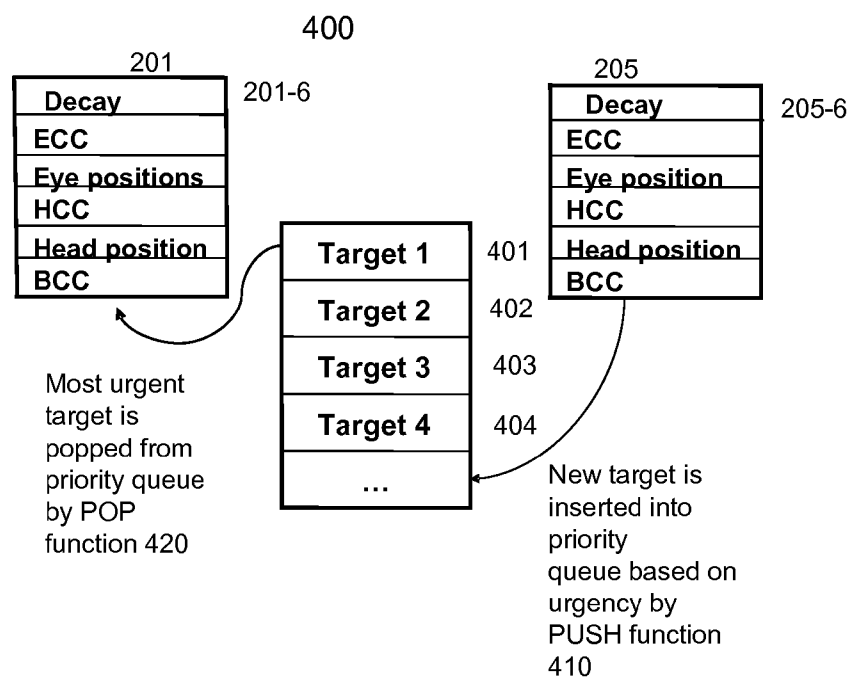 400
201
Decay
201-6
ECC
Eye positions
HCC
Head position
BCC
205
Decay
205-6
ECC
Eye position
HCC
Head position
BCC
Target 1
401
Target 2
402
Target 3
403
Target 4
404
...
Most urgent
target is
popped from
priority queue
by POP
function 420
New target is
inserted into
priority
queue based on
urgency by
PUSH function
410